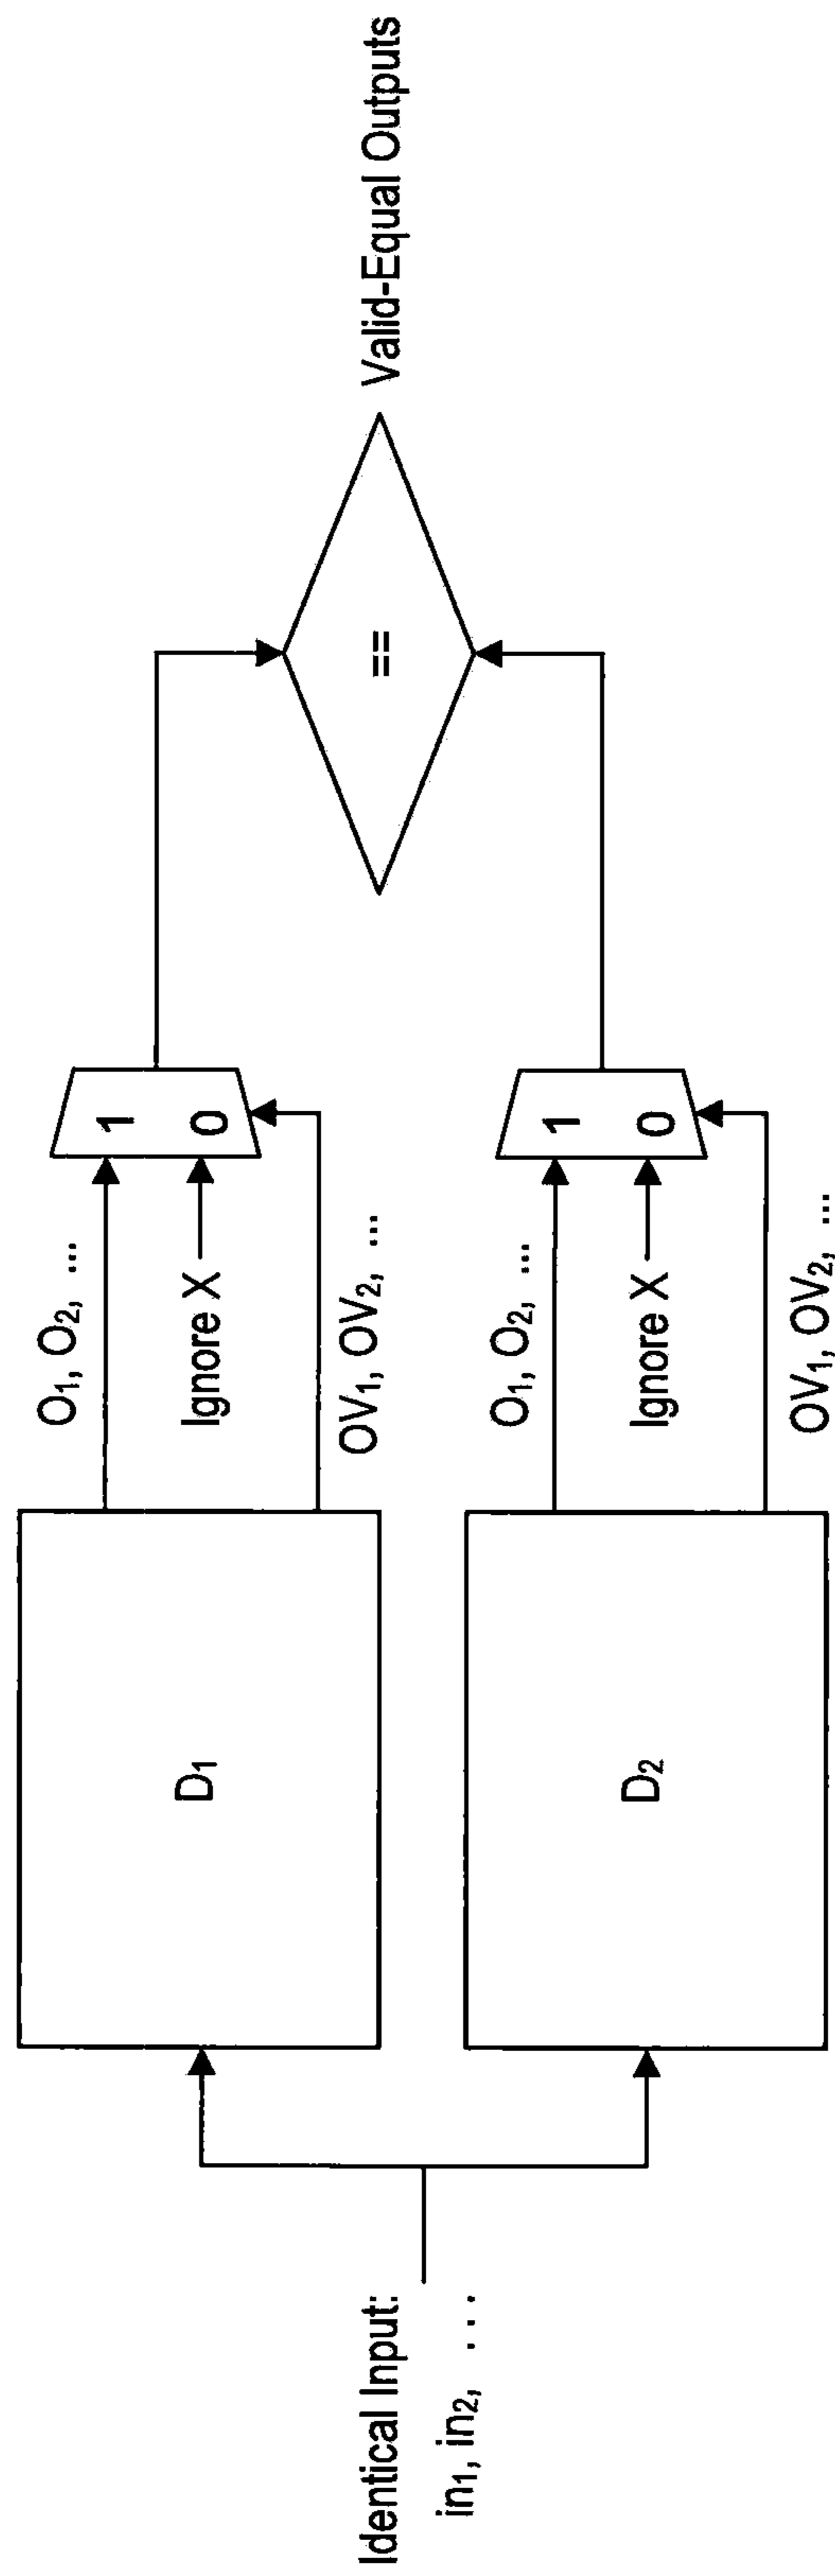 Identical Input:
in₁, in₂, . . .
D₁
O₁, O₂, ...
Ignore X
OV₁, OV₂, ...
1
0
D₂
O₁, O₂, ...
Ignore X
OV₁, OV₂, ...
1
0
==
Valid-Equal Outputs